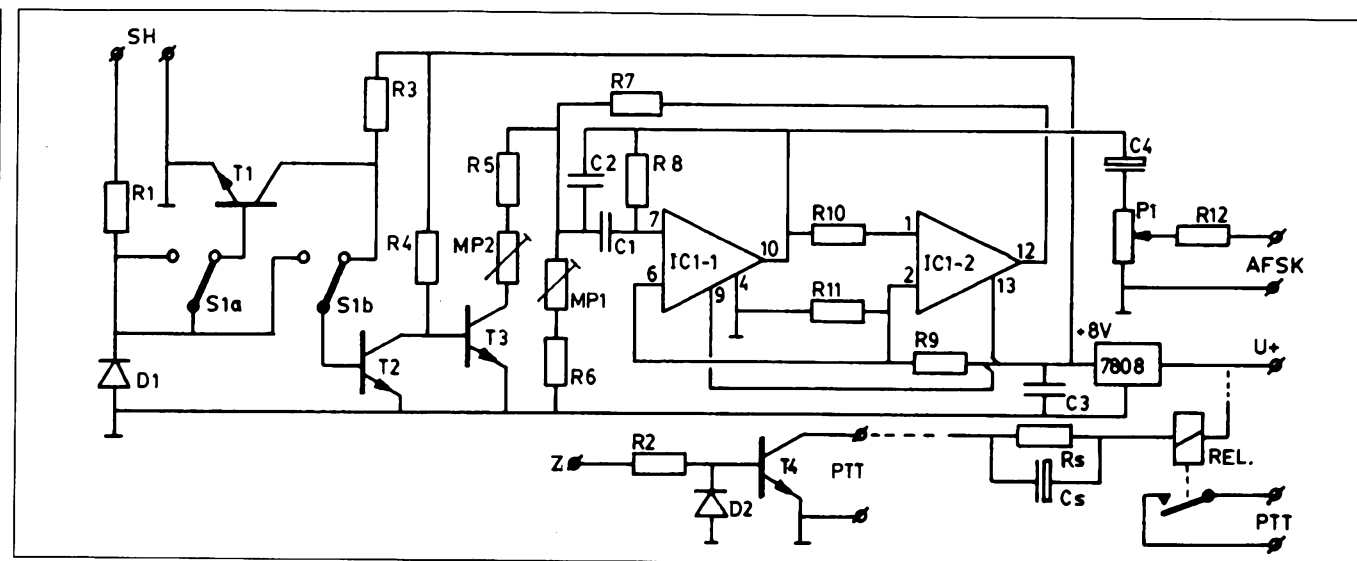 SH
R3
R7
T1
R1
R5
C2
R8
C4
MP2
R4
C1
7
10
R10
1
P1
R12
IC1-1
IC1-2
12
AFSK
6
4
2
MP1
9
R11
13
S1a
S1b
+8V
T3
R9
7808
U+
D1
T2
R6
C3
Z
R2
T4
PTT
Rs
REL.
Cs
D2
PTT